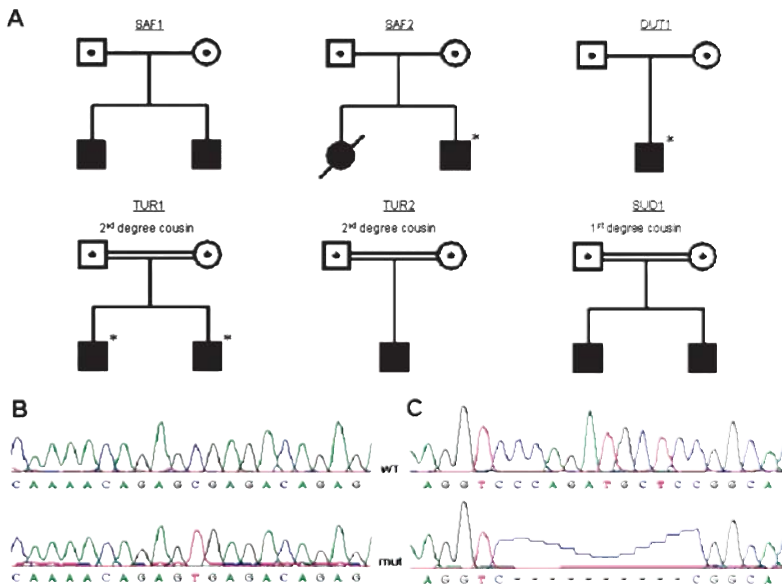 A
SAF1 SAF2 DUT1
* *
TUR1 TUR2 SUD1
2nd degree cousin 2nd degree cousin 1st degree cousin
* *
B C
wT
C A A A A C A G A G C G A G A C A G A G A G G T C C C A G A T G C T C C G G C A
mut
C A A A A C A G A G T G A G A C A G A G A G G T C - - - - - - - - - - C G G C A